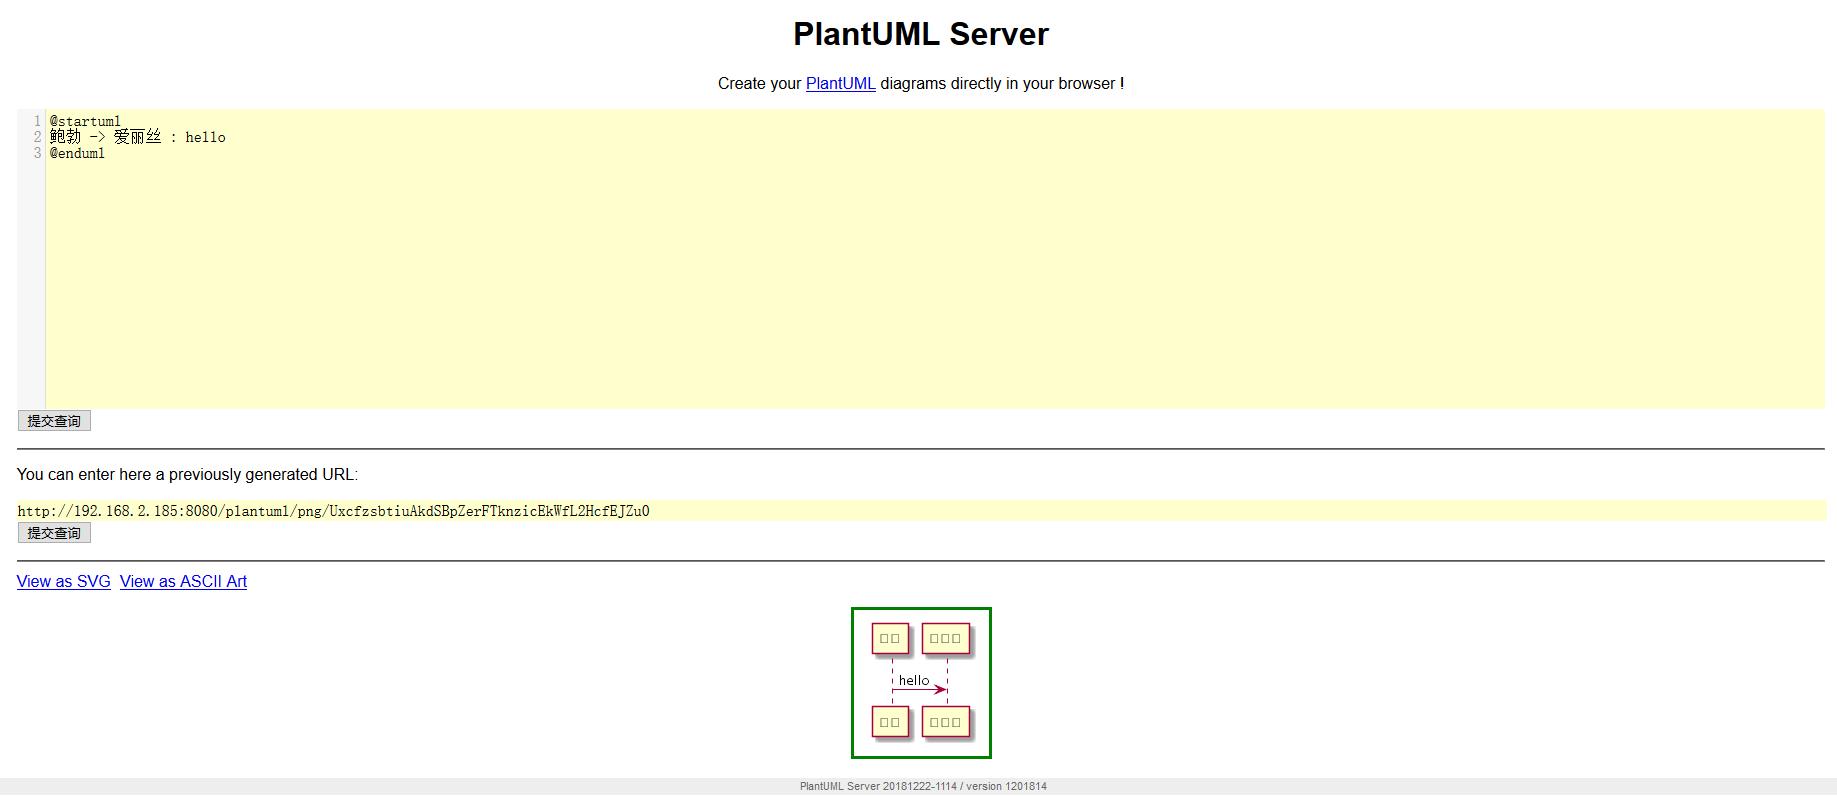 PlantUML Server
Create your PlantUML diagrams directly in your browser !
1 @startuml
2 鲍勃 -> 爱丽丝 : hello
3 @enduml
提交查询
You can enter here a previously generated URL:
http://192.168.2.185:8080/plantuml/png/UxcfzsbtiuAkdSBpZerFTknzicEkWfL2HcfEJZu0
提交查询
View as SVG View as ASCII Art
□□ □□□
hello
□□ □□□
PlantUML Server 20181222-1114 / version 1201814